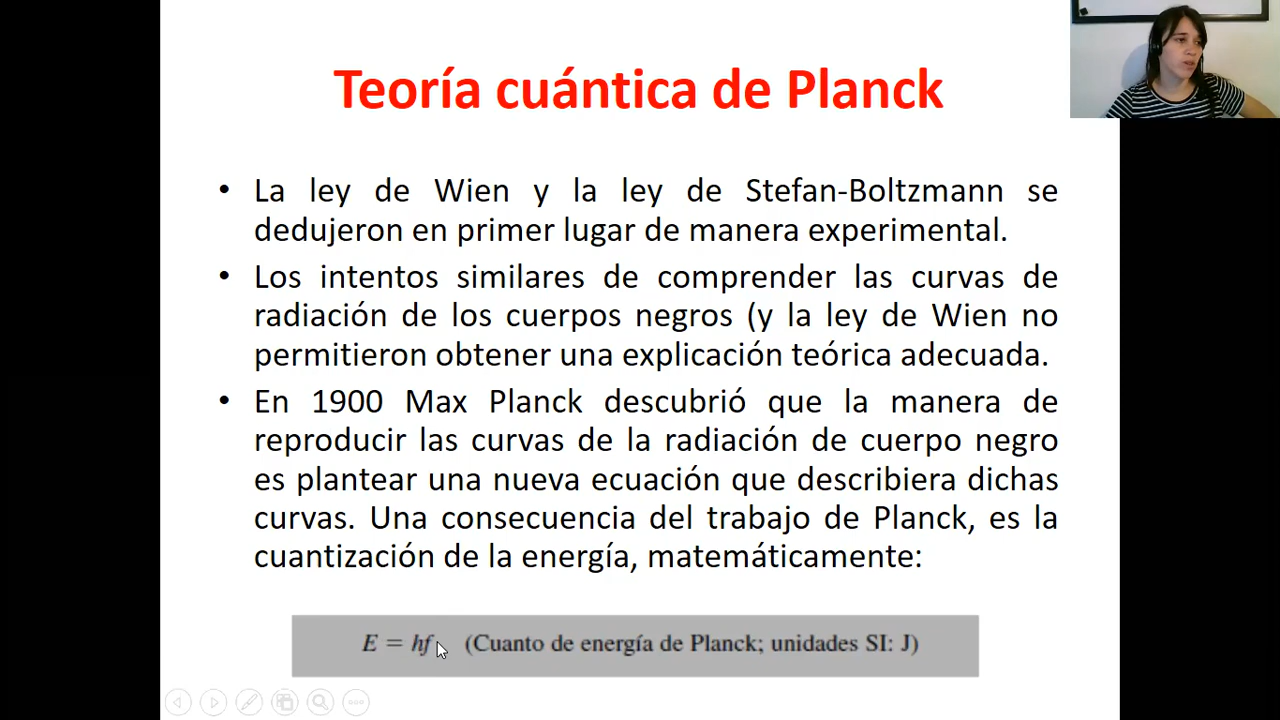 Teoría cuántica de Planck
• La ley de Wien y la ley de Stefan-Boltzmann se
dedujeron en primer lugar de manera experimental.
• Los intentos similares de comprender las curvas de
radiación de los cuerpos negros (y la ley de Wien no
permitieron obtener una explicación teórica adecuada.
• En 1900 Max Planck descubrió que la manera de
reproducir las curvas de la radiación de cuerpo negro
es plantear una nueva ecuación que describiera dichas
curvas. Una consecuencia del trabajo de Planck, es la
cuantización de la energía, matemáticamente:
E = hf (Cuanto de energía de Planck; unidades SI: J)